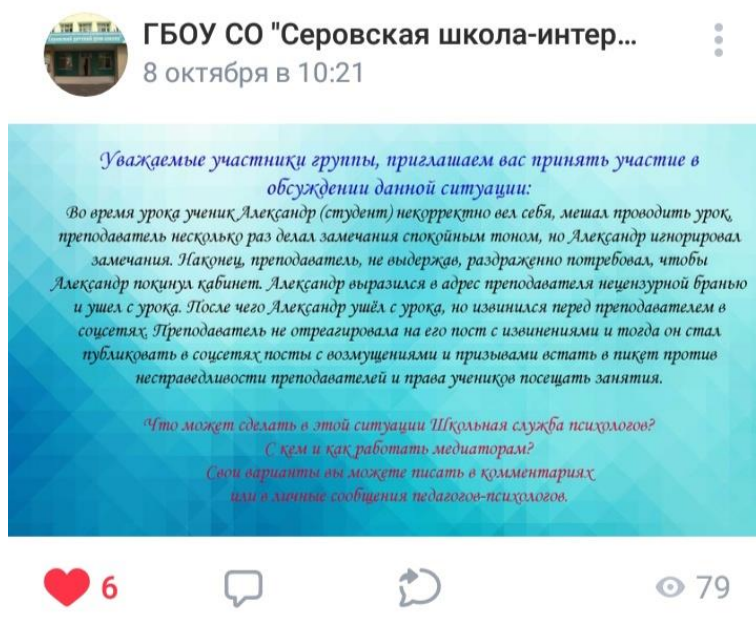 ГБОУ СО "Серовская школа-интер...
8 октября в 10:21
Уважаемые участники группы, приглашаем вас принять участие в
обсуждении данной ситуации:
Во время урока ученик Александр (студент) некорректно вел себя, мешал проводить урок,
преподаватель несколько раз делал замечания спокойным тоном, но Александр игнорировал
замечания. Наконец, преподаватель, не выдержав, раздраженно потребовал, чтобы
Александр покинул кабинет. Александр выразился в адрес преподавателя нецензурной бранью
и ушел с урока. После чего Александр ушёл с урока, но извинился перед преподавателем в
соцсетях. Преподаватель не отреагировала на его пост с извинениями и тогда он стал
публиковать в соцсетях посты с возмущениями и призывами встать в пикет против
несправедливости преподавателей и права учеников посещать занятия.
Что может сделать в этой ситуации Школьная служба психологов?
С кем и как работать медиаторам?
Свои варианты вы можете писать в комментариях
или в личные сообщения педагогов-психологов.
6
79